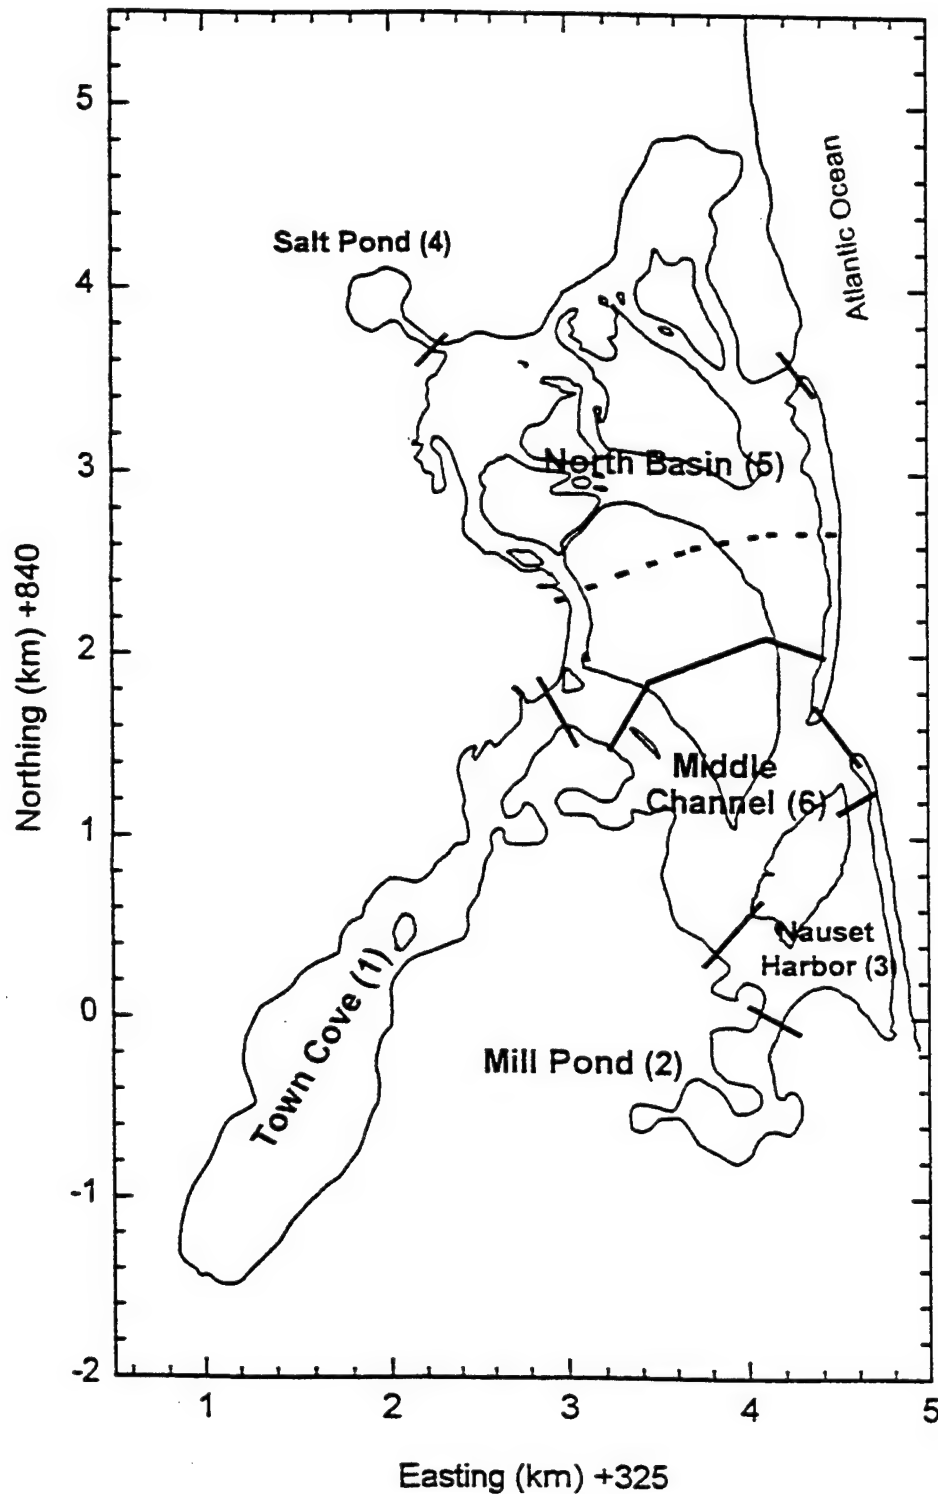 5
4
3
2
1
0
-1
-2
Northing (km) +840
Salt Pond (4)
Atlantic Ocean
North Basin (5)
Middle
Channel (6)
Nauset
Harbor (3)
Town Cove (1)
Mill Pond (2)
1
2
3
4
5
Easting (km) +325